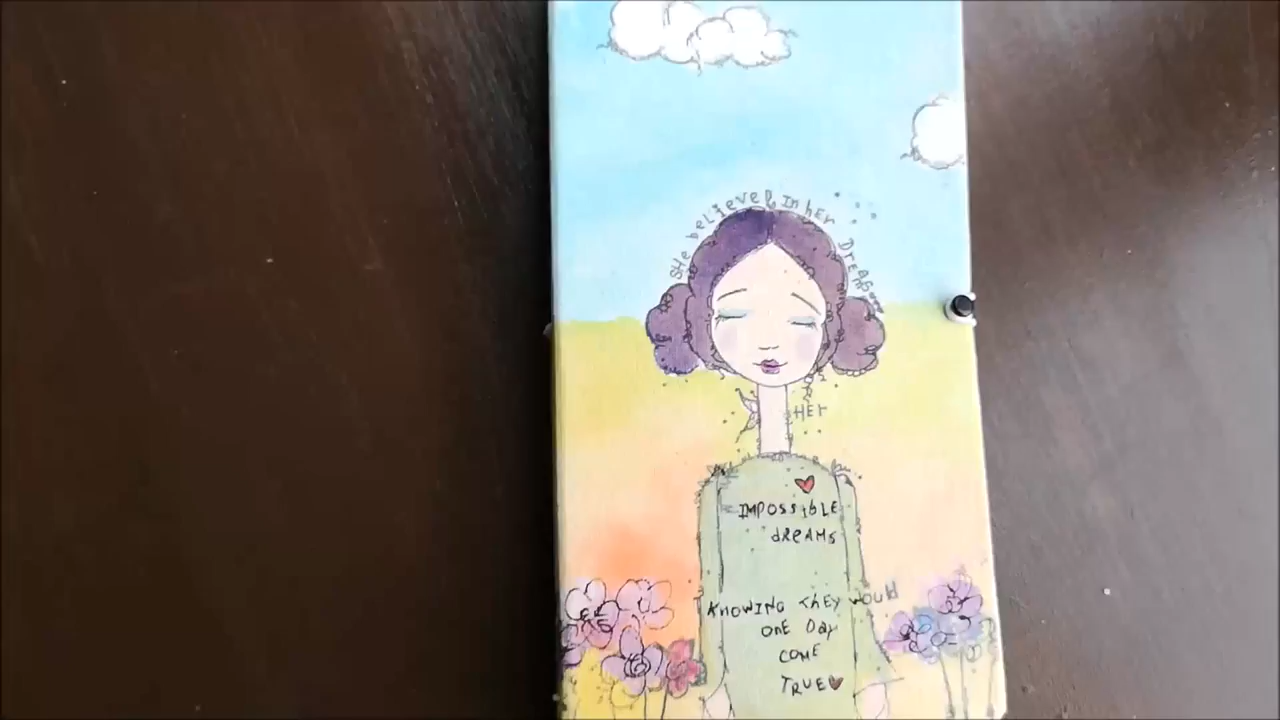 SHe beLieveD In hEr DReAms
HEr
IMPOSSIbLE
dReAMs
KNOWING THEy WOULD
ONE DAy
COME
TRUE